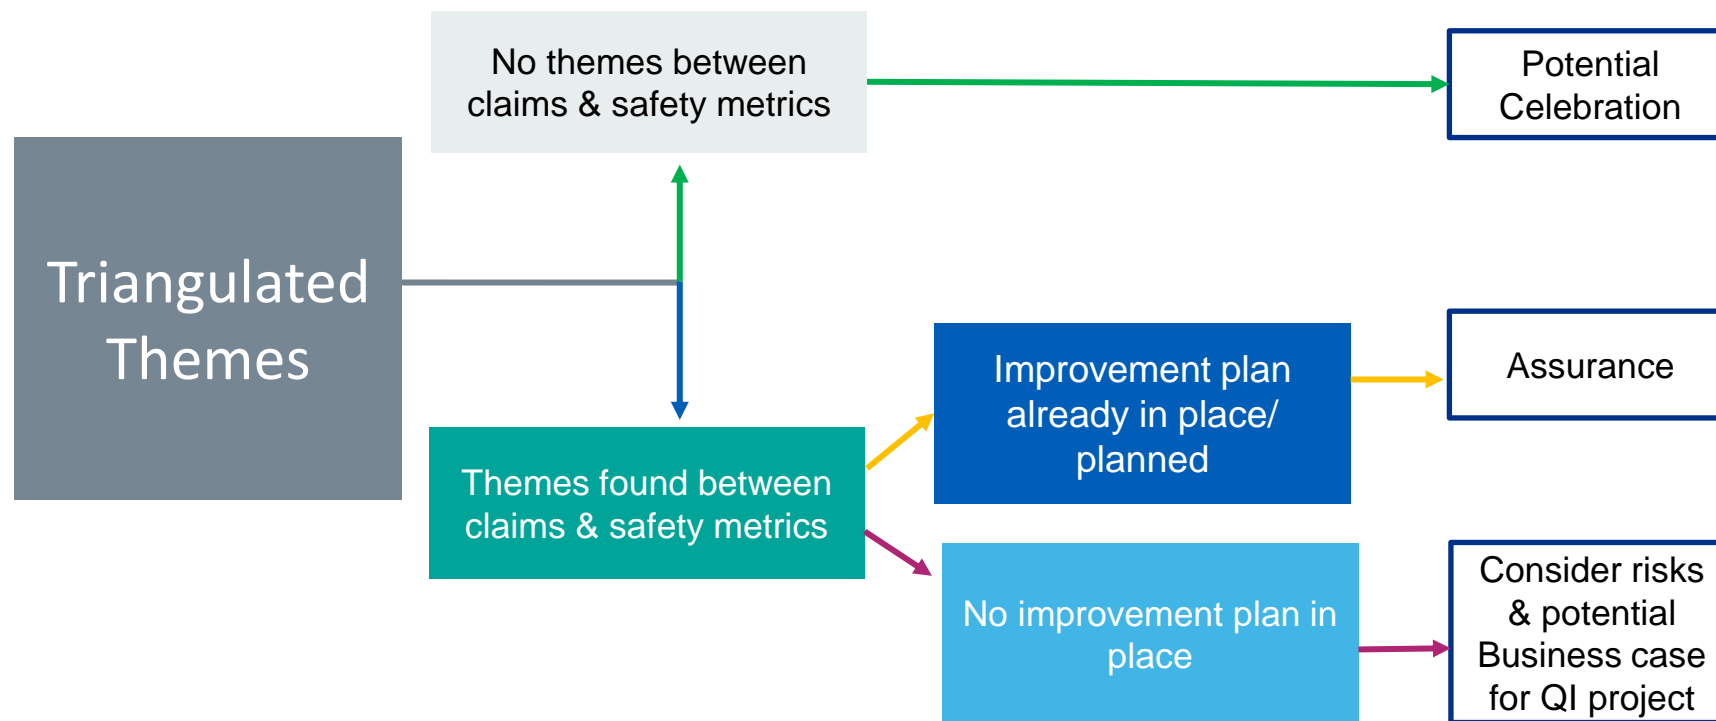 No themes between
claims & safety metrics
Potential
Celebration
Triangulated
Themes
Improvement plan
already in place/
planned
Assurance
Themes found between
claims & safety metrics
No improvement plan in
place
Consider risks
& potential
Business case
for QI project